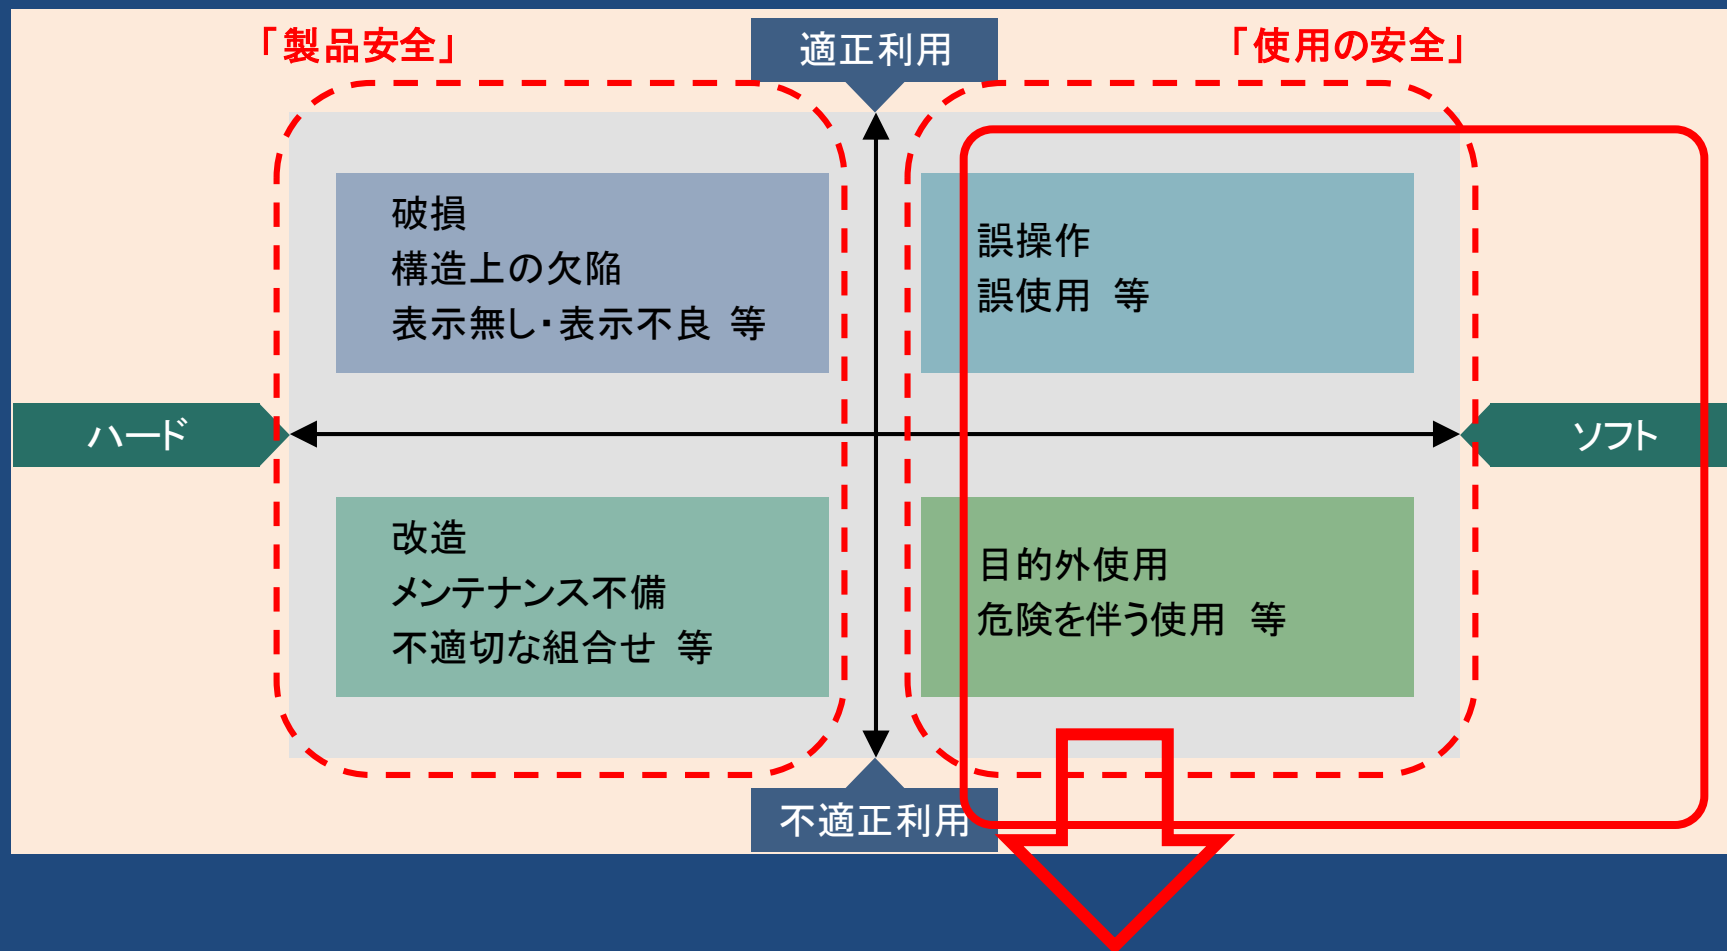 「製品安全」
適正利用
「使用の安全」
破損
構造上の欠陥
表示無し・表示不良 等
誤操作
誤使用 等
ハード
ソフト
改造
メンテナンス不備
不適切な組合せ 等
目的外使用
危険を伴う使用 等
不適正利用